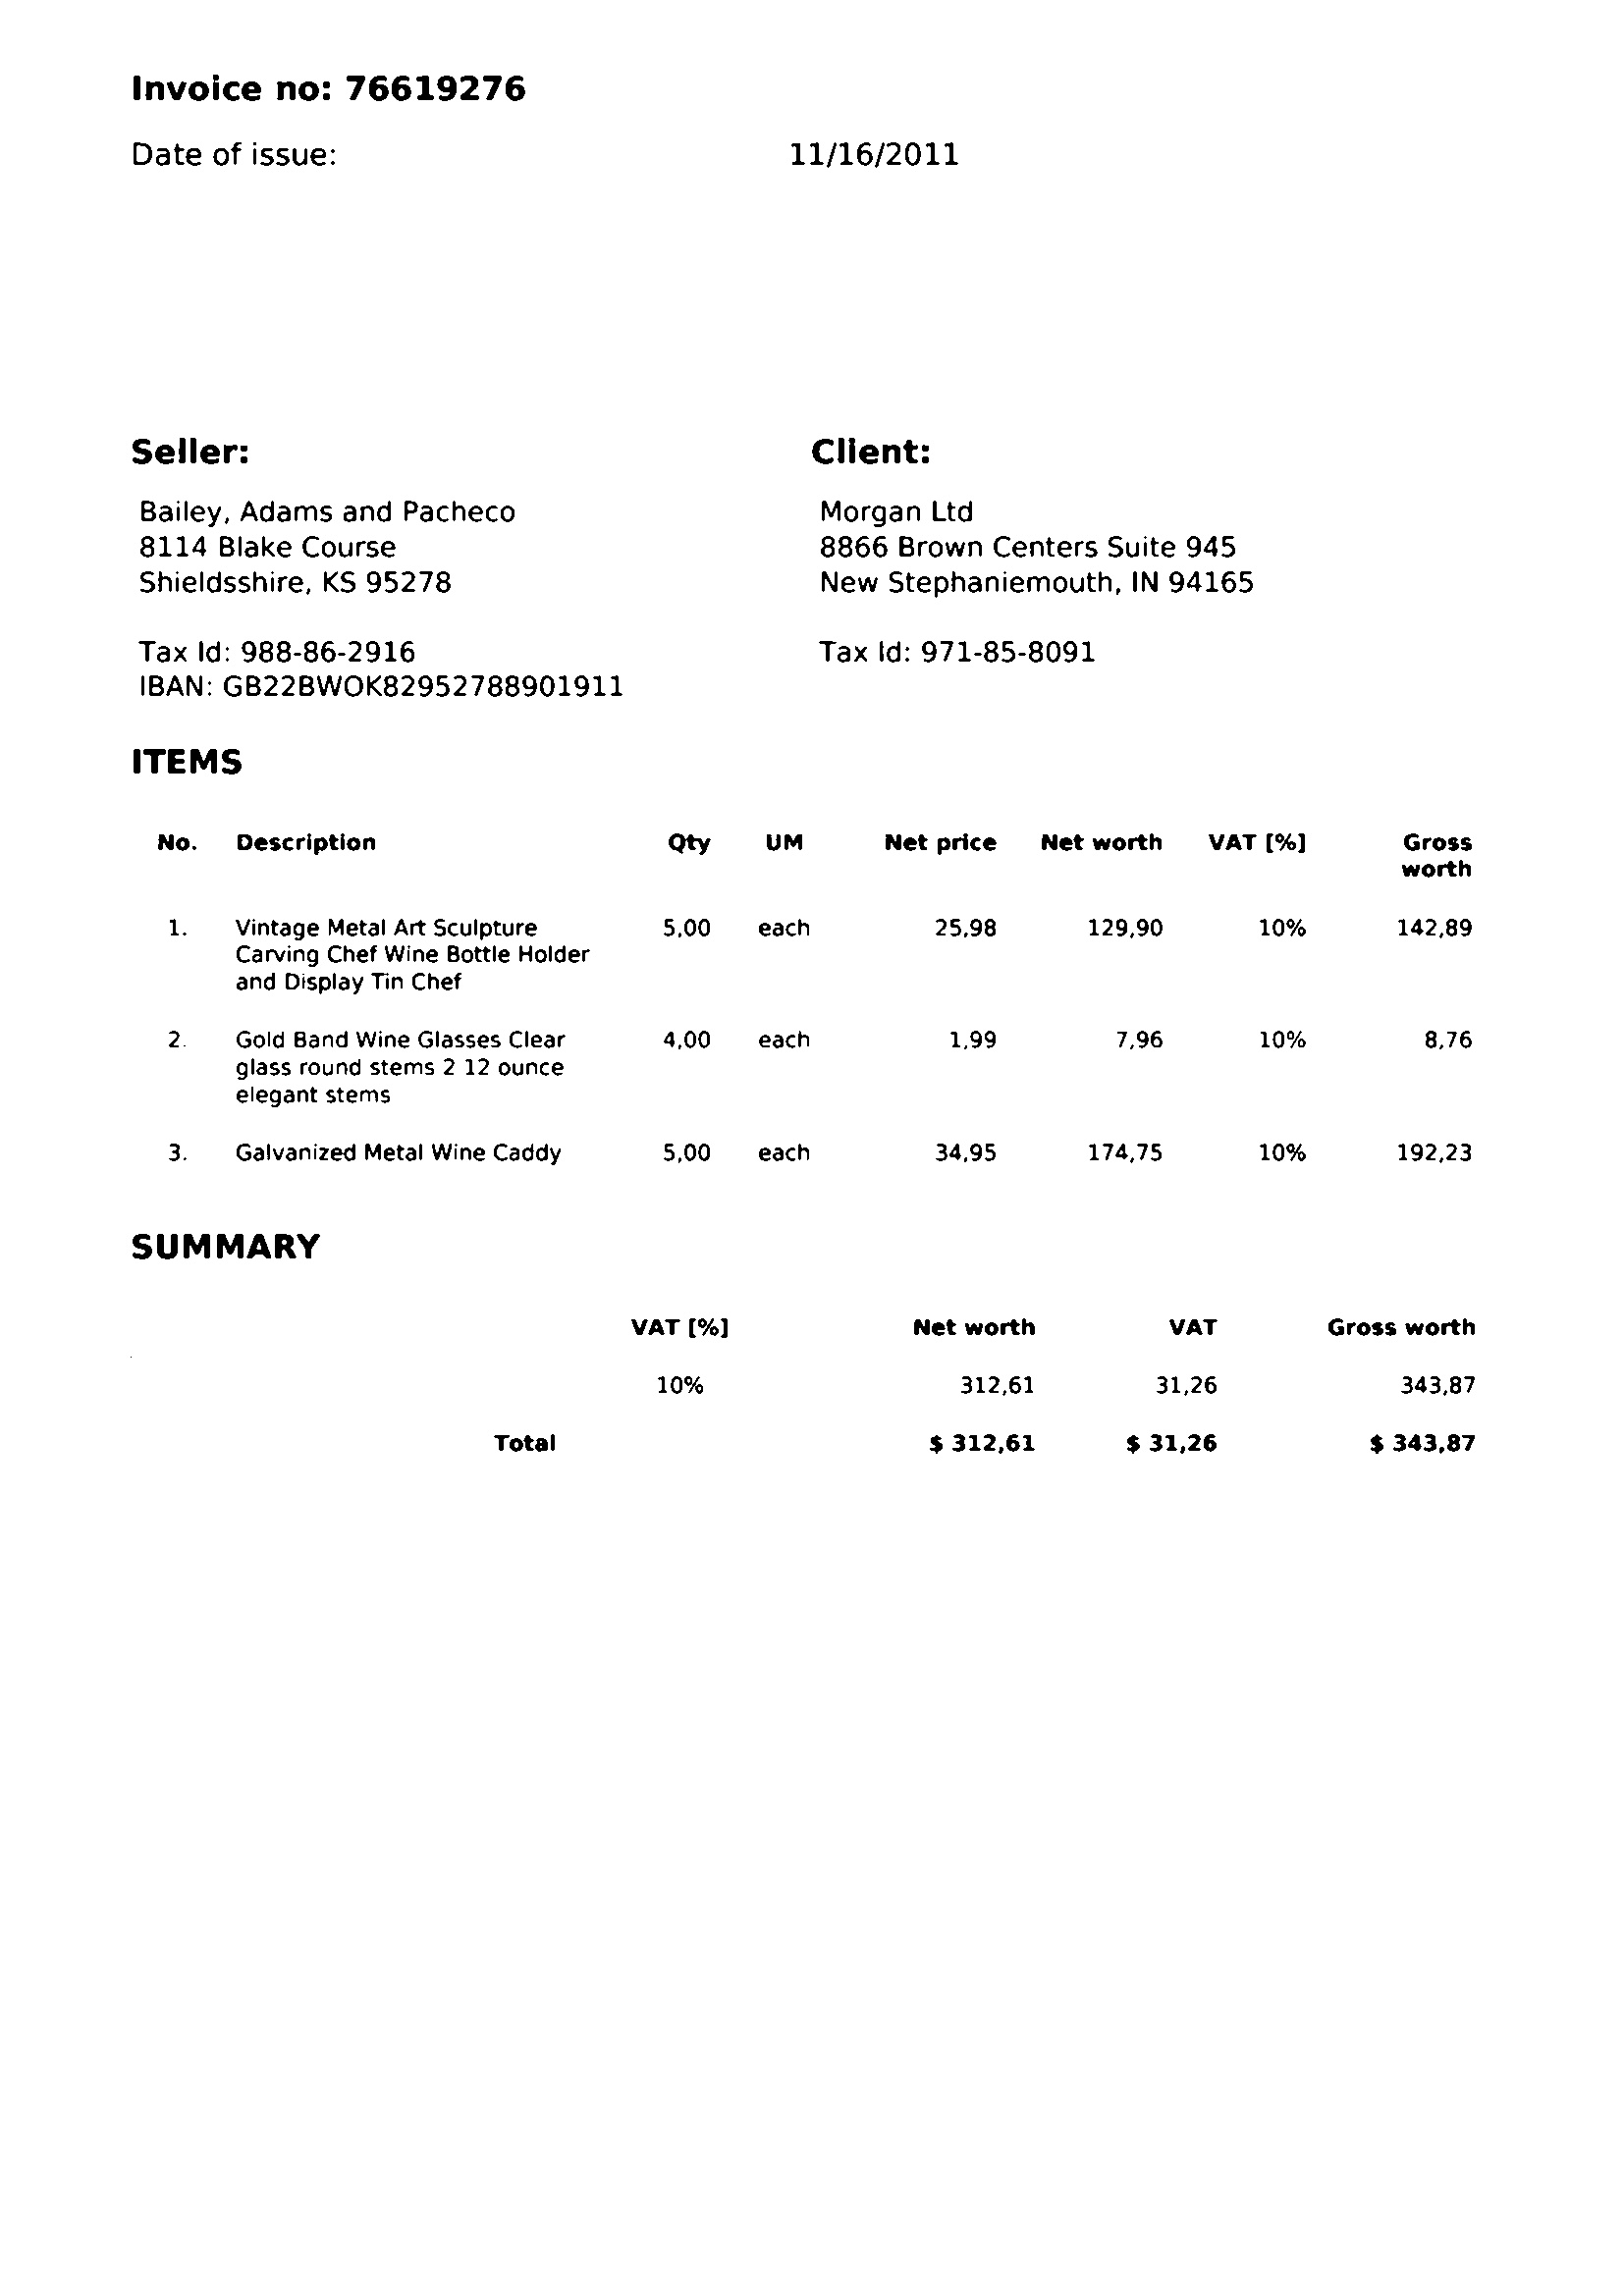 Invoice no: 76619276
Date of issue: 11/16/2011
Seller: Client:
Bailey, Adams and Pacheco Morgan Ltd
8114 Blake Course 8866 Brown Centers Suite 945
Shieldsshire, KS 95278 New Stephaniemouth, IN 94165
Tax Id: 988-86-2916 Tax Id: 971-85-8091
IBAN: GB22BWOK82952788901911
ITEMS
No. Description Qty UM Net price Net worth VAT [%] Gross
worth
1. Vintage Metal Art Sculpture 5,00 each 25,98 129,90 10% 142,89
Carving Chef Wine Bottle Holder
and Display Tin Chef
2. Gold Band Wine Glasses Clear 4,00 each 1,99 7,96 10% 8,76
glass round stems 2 12 ounce
elegant stems
3. Galvanized Metal Wine Caddy 5,00 each 34,95 174,75 10% 192,23
SUMMARY
VAT [%] Net worth VAT Gross worth
10% 312,61 31,26 343,87
Total $ 312,61 $ 31,26 $ 343,87